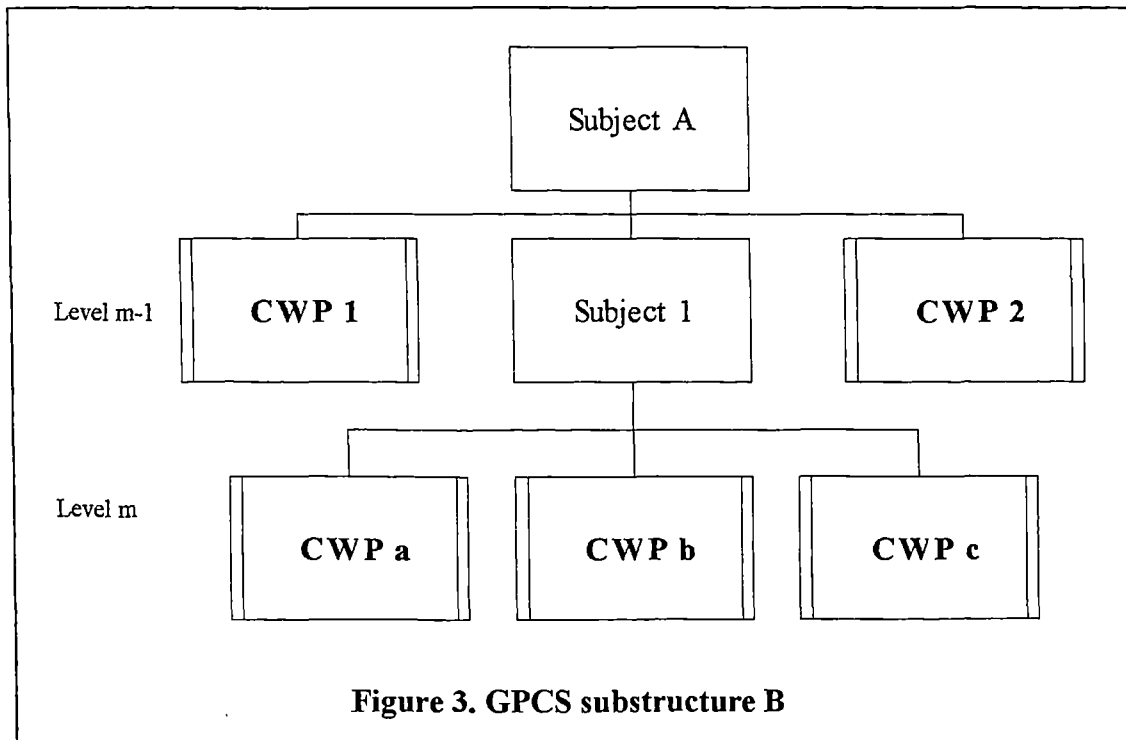 Subject A
Level m-1
CWP 1
Subject 1
CWP 2
Level m
CWP a
CWP b
CWP c
Figure 3. GPCS substructure B